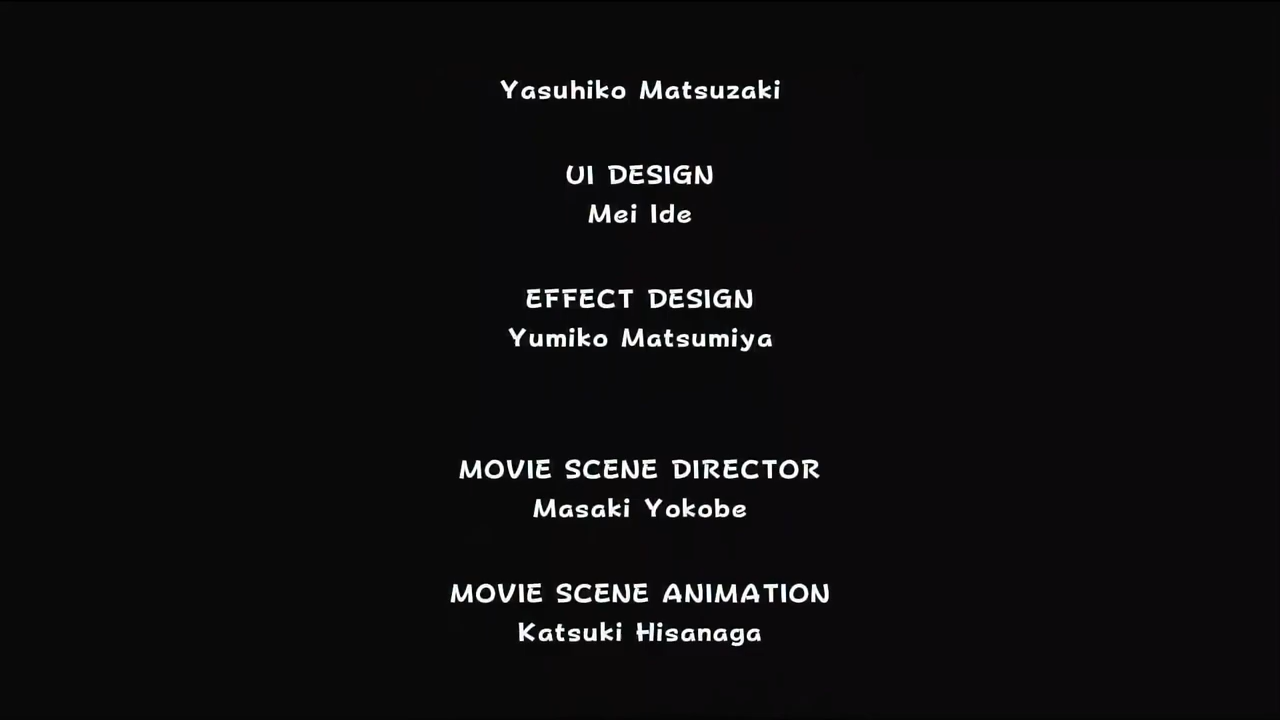 Yasuhiko Matsuzaki
UI DESIGN
Mei Ide
EFFECT DESIGN
Yumiko Matsumiya
MOVIE SCENE DIRECTOR
Masaki Yokobe
MOVIE SCENE ANIMATION
Katsuki Hisanaga